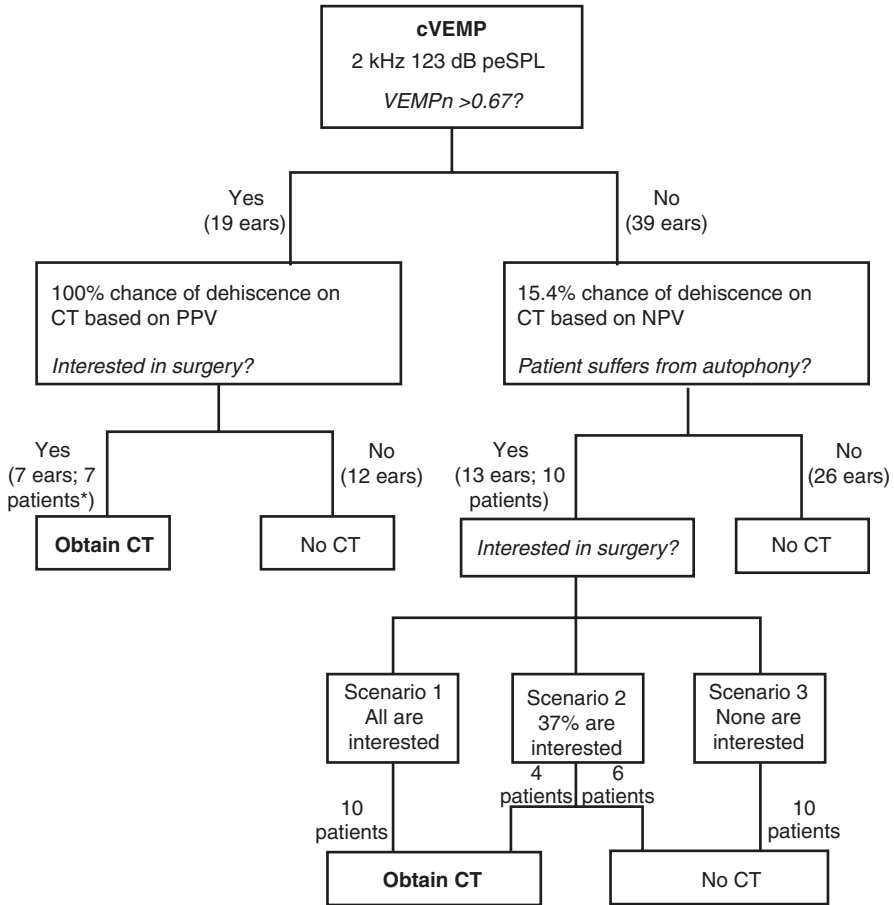 cVEMP
2 kHz 123 dB peSPL
VEMPn >0.67?
Yes
(19 ears)
No
(39 ears)
100% chance of dehiscence on
CT based on PPV
Interested in surgery?
15.4% chance of dehiscence on
CT based on NPV
Patient suffers from autophony?
Yes
(7 ears; 7
patients*)
No
(12 ears)
Yes
(13 ears; 10
patients)
No
(26 ears)
Obtain CT
No CT
Interested in surgery?
No CT
Scenario 1
All are
interested
Scenario 2
37% are
interested
Scenario 3
None are
interested
10
patients
4
patients
6
patients
10
patients
Obtain CT
No CT